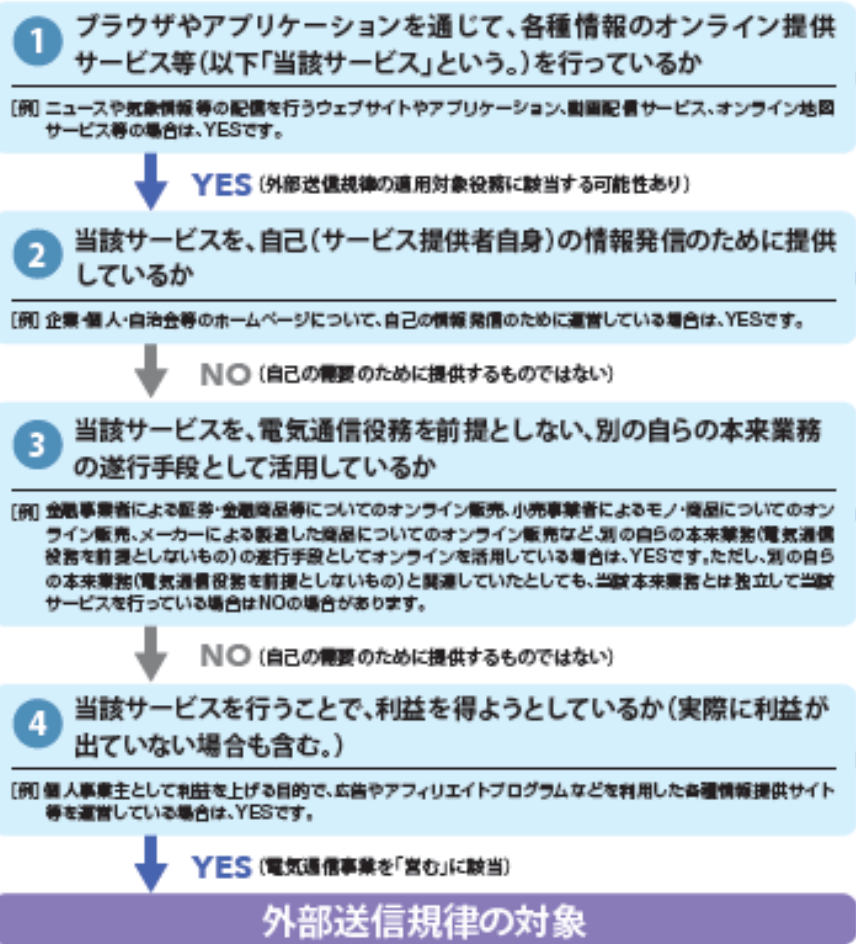 1 ブラウザやアプリケーションを通じて、各種情報のオンライン提供
サービス等(以下「当該サービス」という。)を行っているか
[例] ニュースや気象情報等の配信を行うウェブサイトやアプリケーション、動画配信サービス、オンライン地図
サービス等の場合は、YESです。
YES (外部送信規律の適用対象役務に該当する可能性あり)
2 当該サービスを、自己(サービス提供者自身)の情報発信のために提供
しているか
[例] 企業・個人・自治会等のホームページについて、自己の情報発信のために運営している場合は、YESです。
NO (自己の需要のために提供するものではない)
3 当該サービスを、電気通信役務を前提としない、別の自らの本来業務
の遂行手段として活用しているか
[例] 金融事業者による証券・金融商品等についてのオンライン販売、小売事業者によるモノ・商品についてのオン
ライン販売、メーカーによる製造した商品についてのオンライン販売など、別の自らの本来業務(電気通信
役務を前提としないもの)の遂行手段としてオンラインを活用している場合は、YESです。ただし、別の自ら
の本来業務(電気通信役務を前提としないもの)と関連していたとしても、当該本来業務とは独立して当該
サービスを行っている場合はNOの場合があります。
NO (自己の需要のために提供するものではない)
4 当該サービスを行うことで、利益を得ようとしているか(実際に利益が
出ていない場合も含む。)
[例] 個人事業主として利益を上げる目的で、広告やアフィリエイトプログラムなどを利用した各種情報提供サイト
等を運営している場合は、YESです。
YES (電気通信事業を「営む」に該当)
外部送信規律の対象